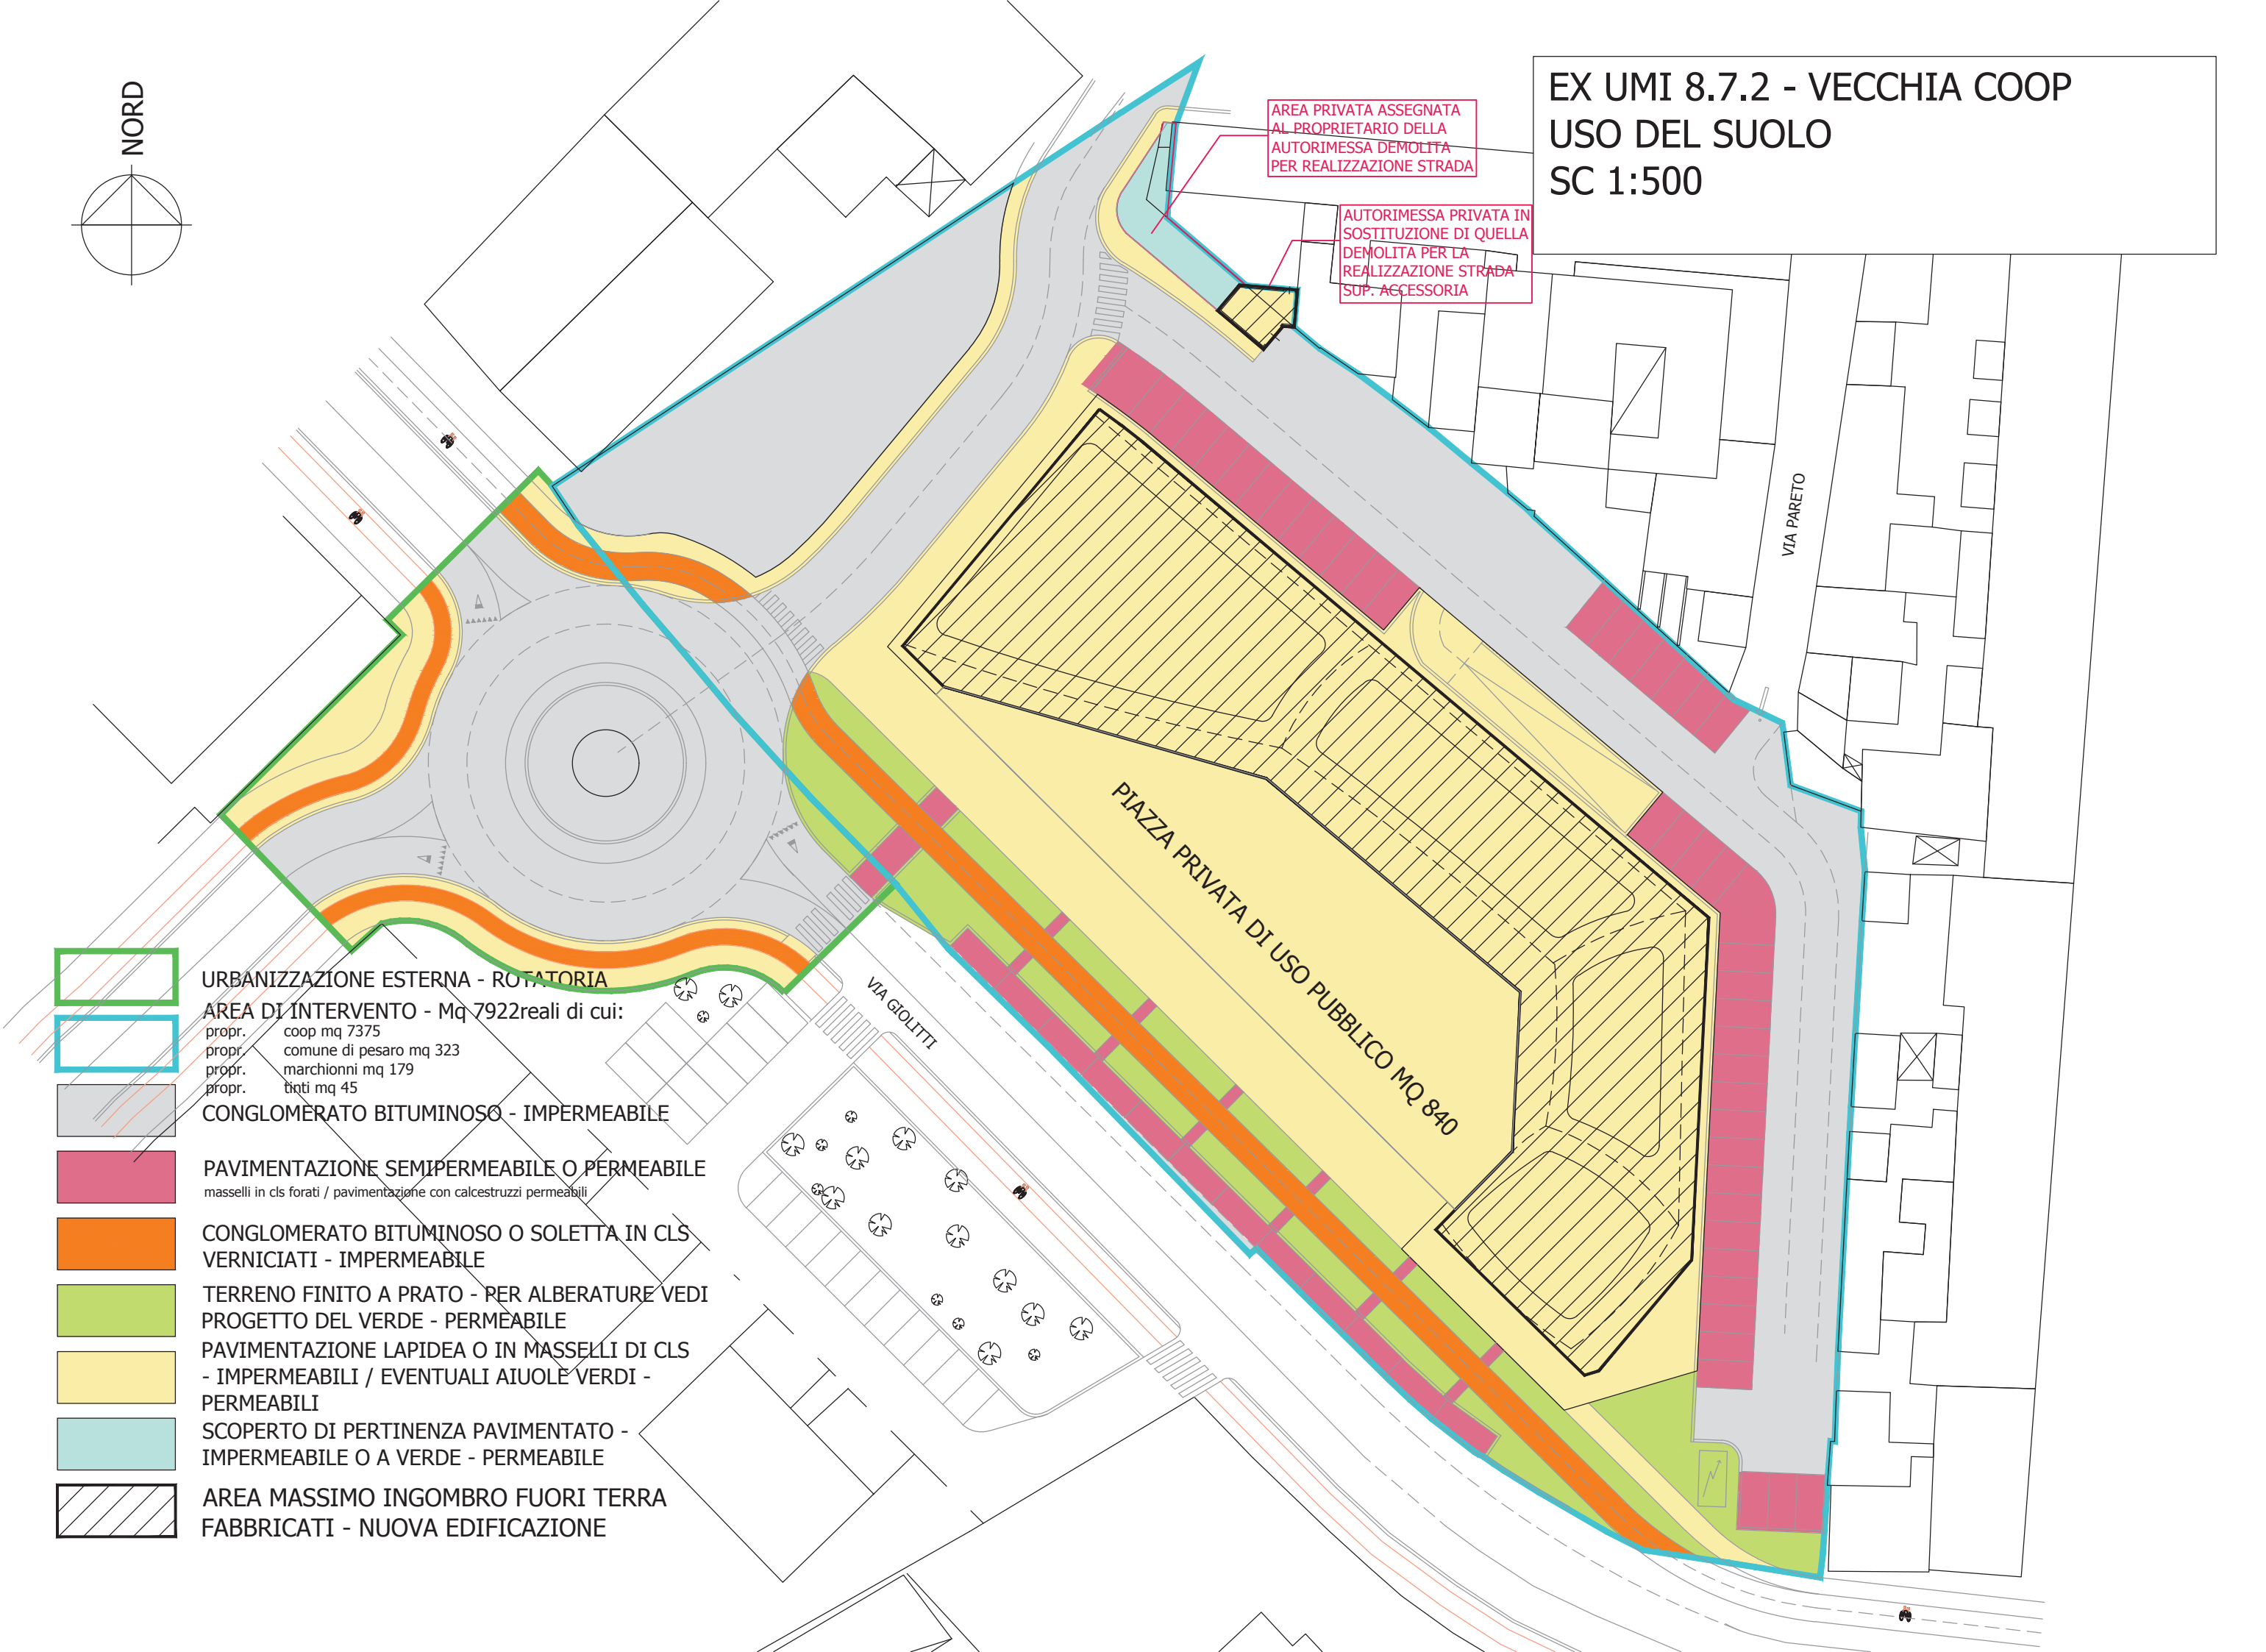 NORD
EX UMI 8.7.2 - VECCHIA COOP
USO DEL SUOLO
SC 1:500
AREA PRIVATA ASSEGNATA
AL PROPRIETARIO DELLA
AUTORIMESSA DEMOLITA
PER REALIZZAZIONE STRADA
AUTORIMESSA PRIVATA IN
SOSTITUZIONE DI QUELLA
DEMOLITA PER LA
REALIZZAZIONE STRADA
SUP. ACCESSORIA
VIA PARETO
PIAZZA PRIVATA DI USO PUBBLICO MQ 840
VIA GIOLITTI
URBANIZZAZIONE ESTERNA - ROTATORIA
AREA DI INTERVENTO - Mq 7922reali di cui:
propr. coop mq 7375
propr. comune di pesaro mq 323
propr. marchionni mq 179
propr. tinti mq 45
CONGLOMERATO BITUMINOSO - IMPERMEABILE
PAVIMENTAZIONE SEMIPERMEABILE O PERMEABILE
masselli in cls forati / pavimentazione con calcestruzzi permeabili
CONGLOMERATO BITUMINOSO O SOLETTA IN CLS
VERNICIATI - IMPERMEABILE
TERRENO FINITO A PRATO - PER ALBERATURE VEDI
PROGETTO DEL VERDE - PERMEABILE
PAVIMENTAZIONE LAPIDEA O IN MASSELLI DI CLS
- IMPERMEABILI / EVENTUALI AIUOLE VERDI -
PERMEABILI
SCOPERTO DI PERTINENZA PAVIMENTATO -
IMPERMEABILE O A VERDE - PERMEABILE
AREA MASSIMO INGOMBRO FUORI TERRA
FABBRICATI - NUOVA EDIFICAZIONE